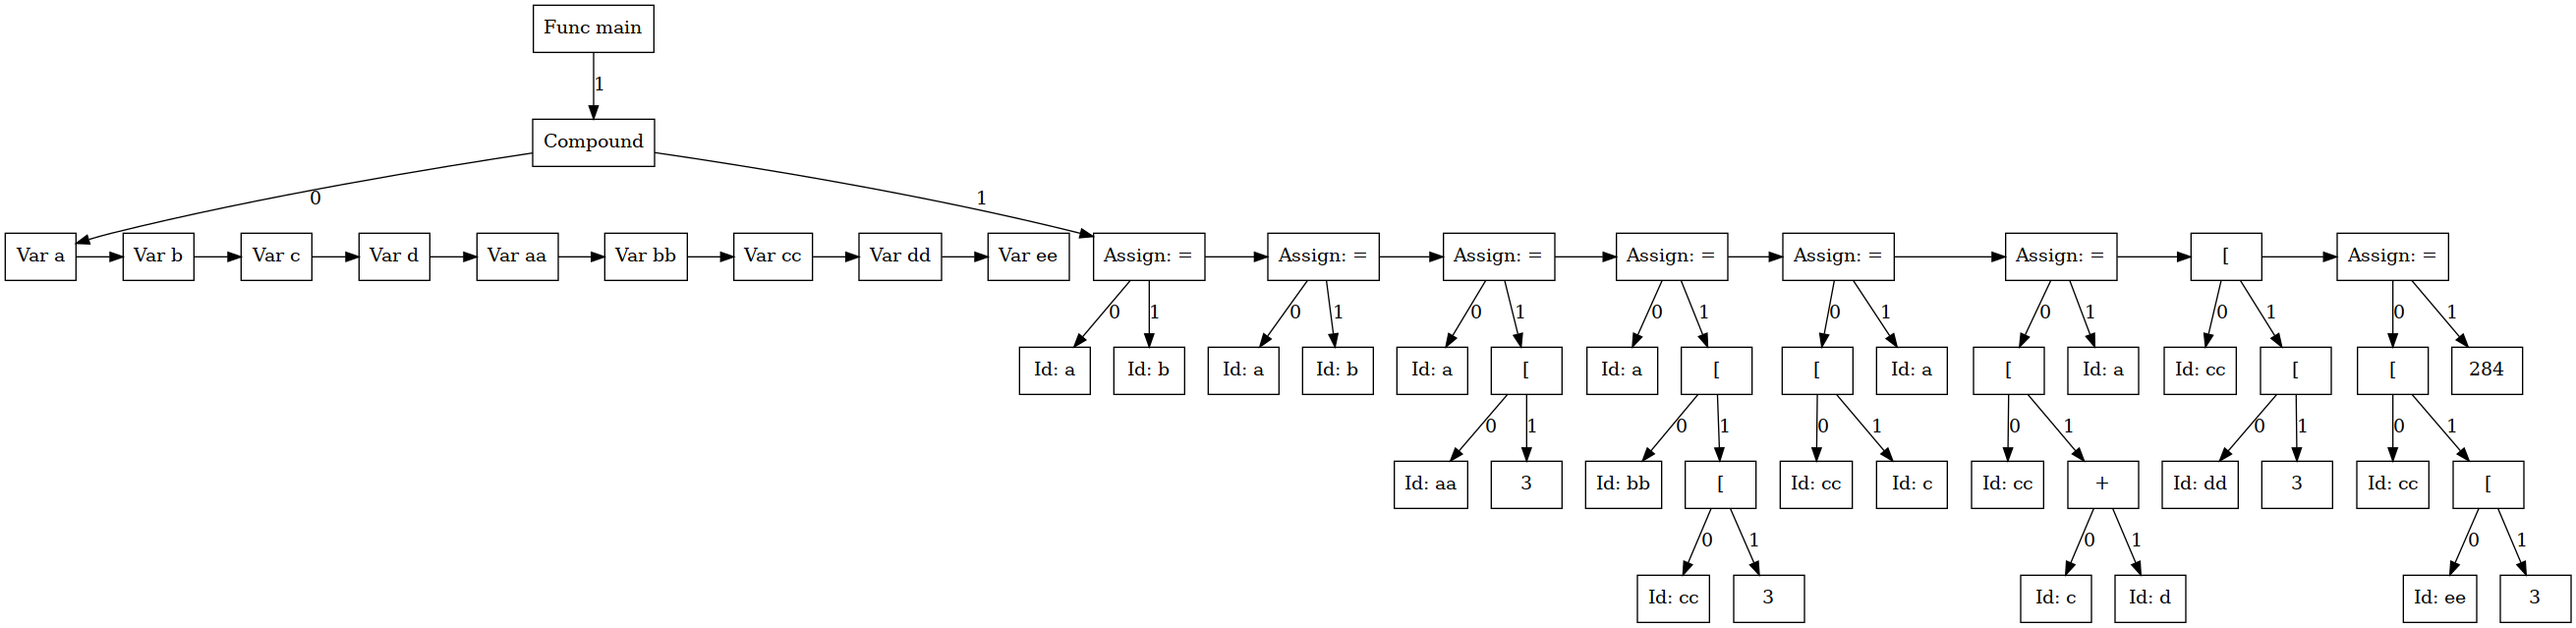 Func main
1
Compound
0
1
Var a
Var b
Var c
Var d
Var aa
Var bb
Var cc
Var dd
Var ee
Assign: =
Assign: =
Assign: =
Assign: =
Assign: =
Assign: =
[
Assign: =
0
1
0
1
0
1
0
1
0
1
0
1
0
1
0
1
Id: a
Id: b
Id: a
Id: b
Id: a
[
Id: a
[
[
Id: a
[
Id: a
Id: cc
[
[
284
0
1
0
1
0
1
0
1
0
1
0
1
Id: aa
3
Id: bb
[
Id: cc
Id: c
Id: cc
+
Id: dd
3
Id: cc
[
0
1
0
1
0
1
Id: cc
3
Id: c
Id: d
Id: ee
3